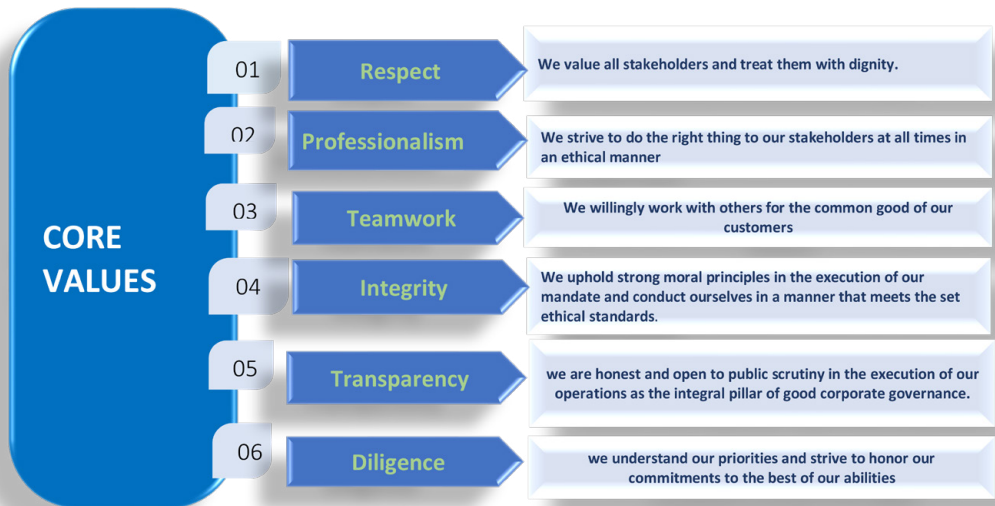 CORE
VALUES
01
Respect
We value all stakeholders and treat them with dignity.
02
Professionalism
We strive to do the right thing to our stakeholders at all times in
an ethical manner
03
Teamwork
We willingly work with others for the common good of our
customers
04
Integrity
We uphold strong moral principles in the execution of our
mandate and conduct ourselves in a manner that meets the set
ethical standards.
05
Transparency
we are honest and open to public scrutiny in the execution of our
operations as the integral pillar of good corporate governance.
06
Diligence
we understand our priorities and strive to honor our
commitments to the best of our abilities